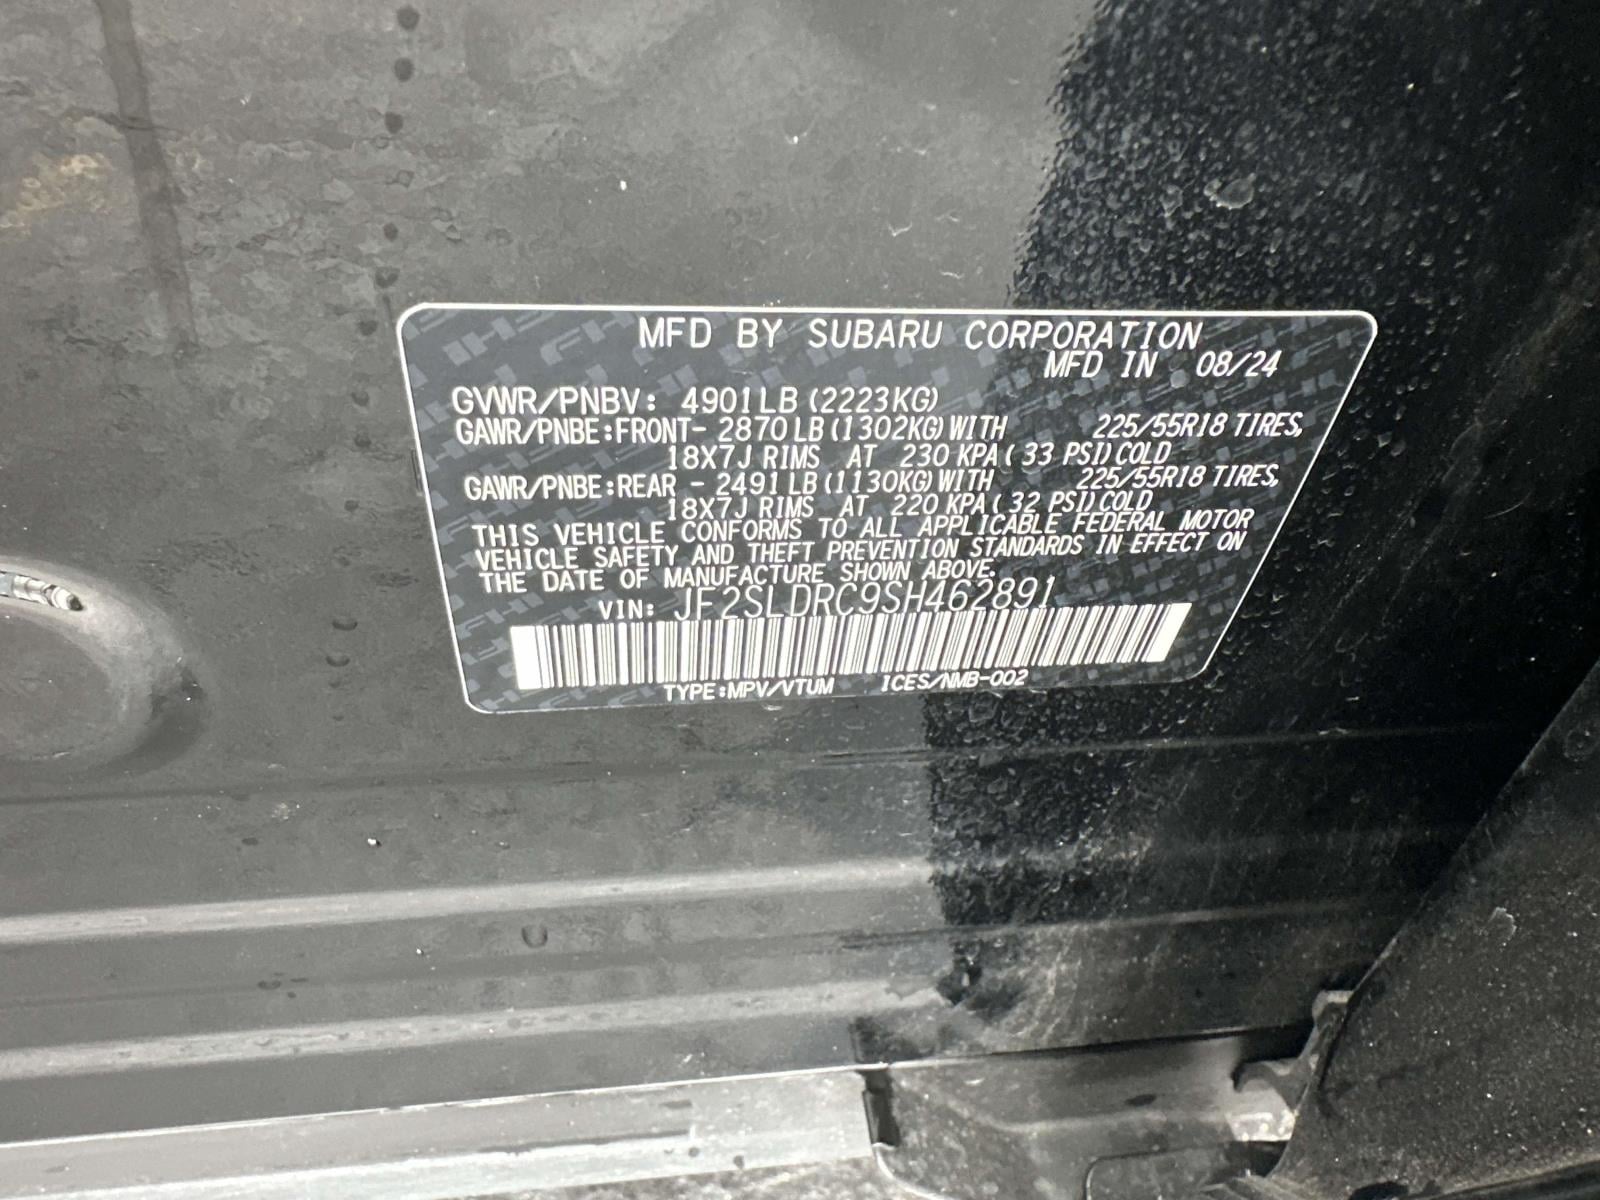 MFD BY SUBARU CORPORATION
MFD IN 08/24
GVWR/PNBV: 4901LB (2223KG)
GAWR/PNBE:FRONT- 2870 LB (1302KG) WITH 225/55R18 TIRES,
18X7J RIMS AT 230 KPA ( 33 PSI) COLD
GAWR/PNBE:REAR - 2491 LB (1130KG) WITH 225/55R18 TIRES,
18X7J RIMS AT 220 KPA ( 32 PSI) COLD
THIS VEHICLE CONFORMS TO ALL APPLICABLE FEDERAL MOTOR
VEHICLE SAFETY AND THEFT PREVENTION STANDARDS IN EFFECT ON
THE DATE OF MANUFACTURE SHOWN ABOVE.
VIN: JF2SLDRC9SH462891
TYPE:MPV/VTUM ICES/NMB-002